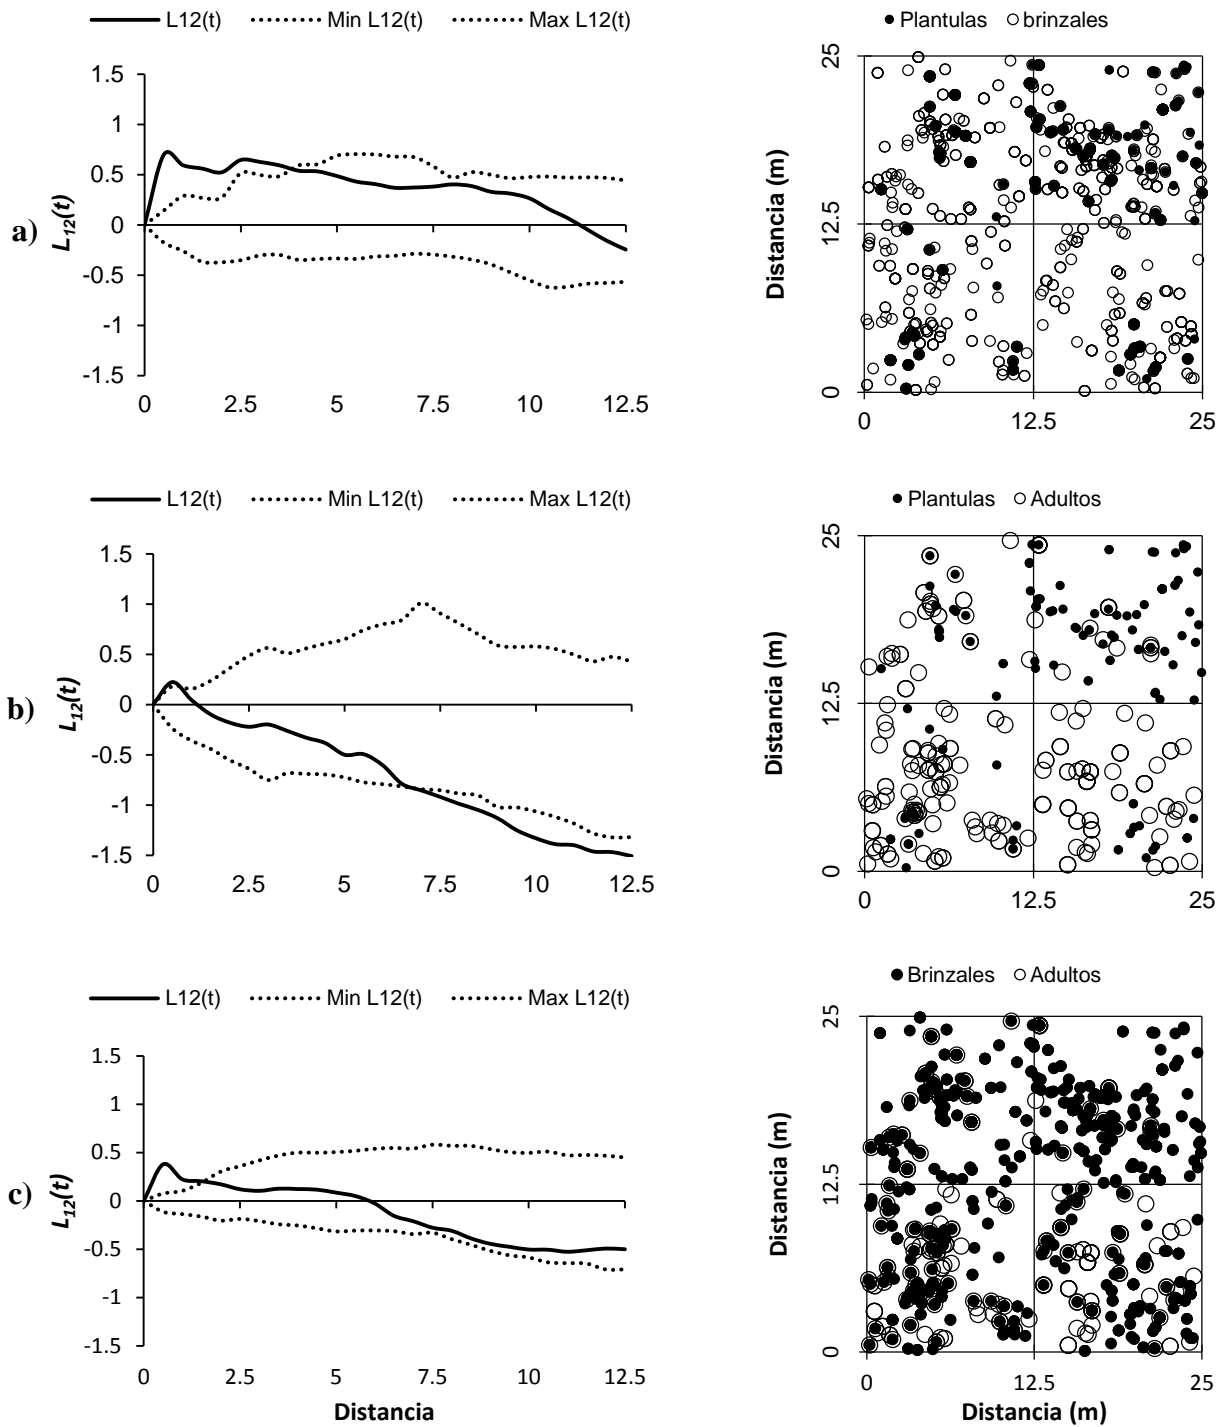 L12(t) Min L12(t) Max L12(t)
Plantulas brinzales
1.5
1
0.5
0
-0.5
-1
-1.5
a) L12(t)
0 2.5 5 7.5 10 12.5
25
12.5
0
Distancia (m)
0 12.5 25
L12(t) Min L12(t) Max L12(t)
Plantulas Adultos
1.5
1
0.5
0
-0.5
-1
-1.5
b) L12(t)
0 2.5 5 7.5 10 12.5
25
12.5
0
Distancia (m)
0 12.5 25
L12(t) Min L12(t) Max L12(t)
Brinzales Adultos
1.5
1
0.5
0
-0.5
-1
-1.5
c) L12(t)
0 2.5 5 7.5 10 12.5
Distancia
25
12.5
0
Distancia (m)
0 12.5 25
Distancia (m)